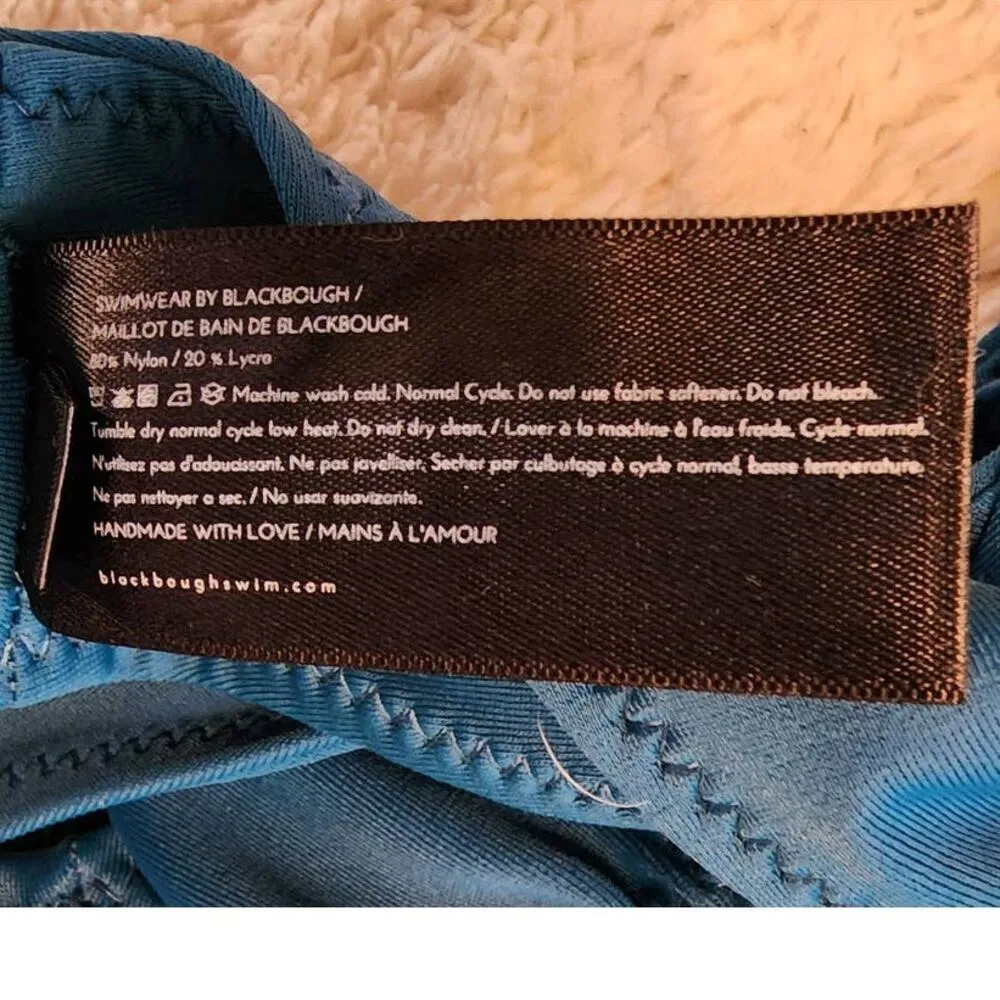 SWIMWEAR BY BLACKBOUGH /
MAILLOT DE BAIN DE BLACKBOUGH
80% Nylon / 20 % Lycra
Machine wash cold. Normal Cycle. Do not use fabric softener. Do not bleach.
Tumble dry normal cycle low heat. Do not dry clean. / Lover à la machine à l'eau froide. Cycle normal.
N'utilisez pas d'adoucissant. Ne pas javelliser. Secher par culbutage à cycle normal, basse temperature.
Ne pas nettoyer a sec. / No usar suavizante.
HANDMADE WITH LOVE / MAINS À L'AMOUR
blackboughswim.com